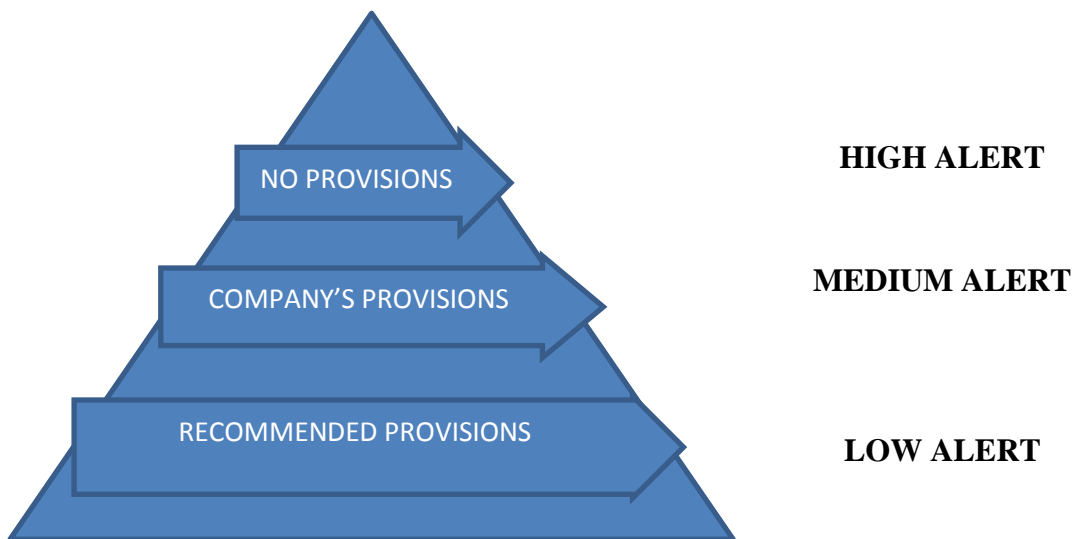 NO PROVISIONS
HIGH ALERT
COMPANY’S PROVISIONS
MEDIUM ALERT
RECOMMENDED PROVISIONS
LOW ALERT